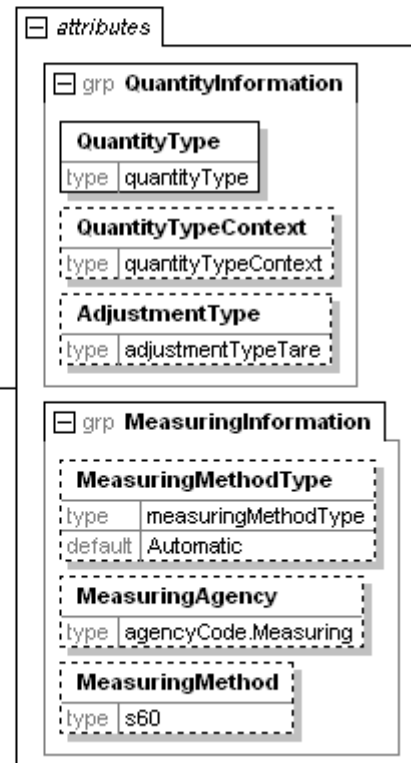 attributes
grp QuantityInformation
QuantityType
type quantityType
QuantityTypeContext
type quantityTypeContext
AdjustmentType
type adjustmentTypeTare
grp MeasuringInformation
MeasuringMethodType
type measuringMethodType
default Automatic
MeasuringAgency
type agencyCode.Measuring
MeasuringMethod
type s60